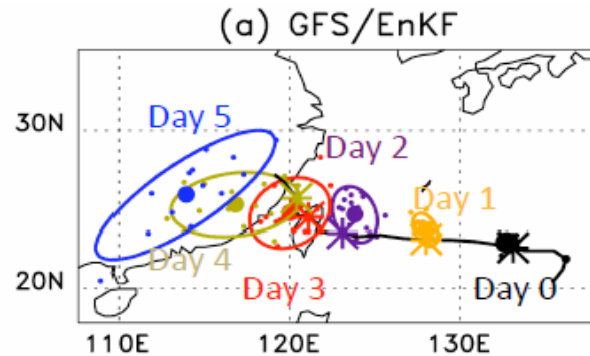 (a) GFS/EnKF
30N
Day 5
Day 2
Day 1
Day 4
20N
Day 3
Day 0
110E
120E
130E